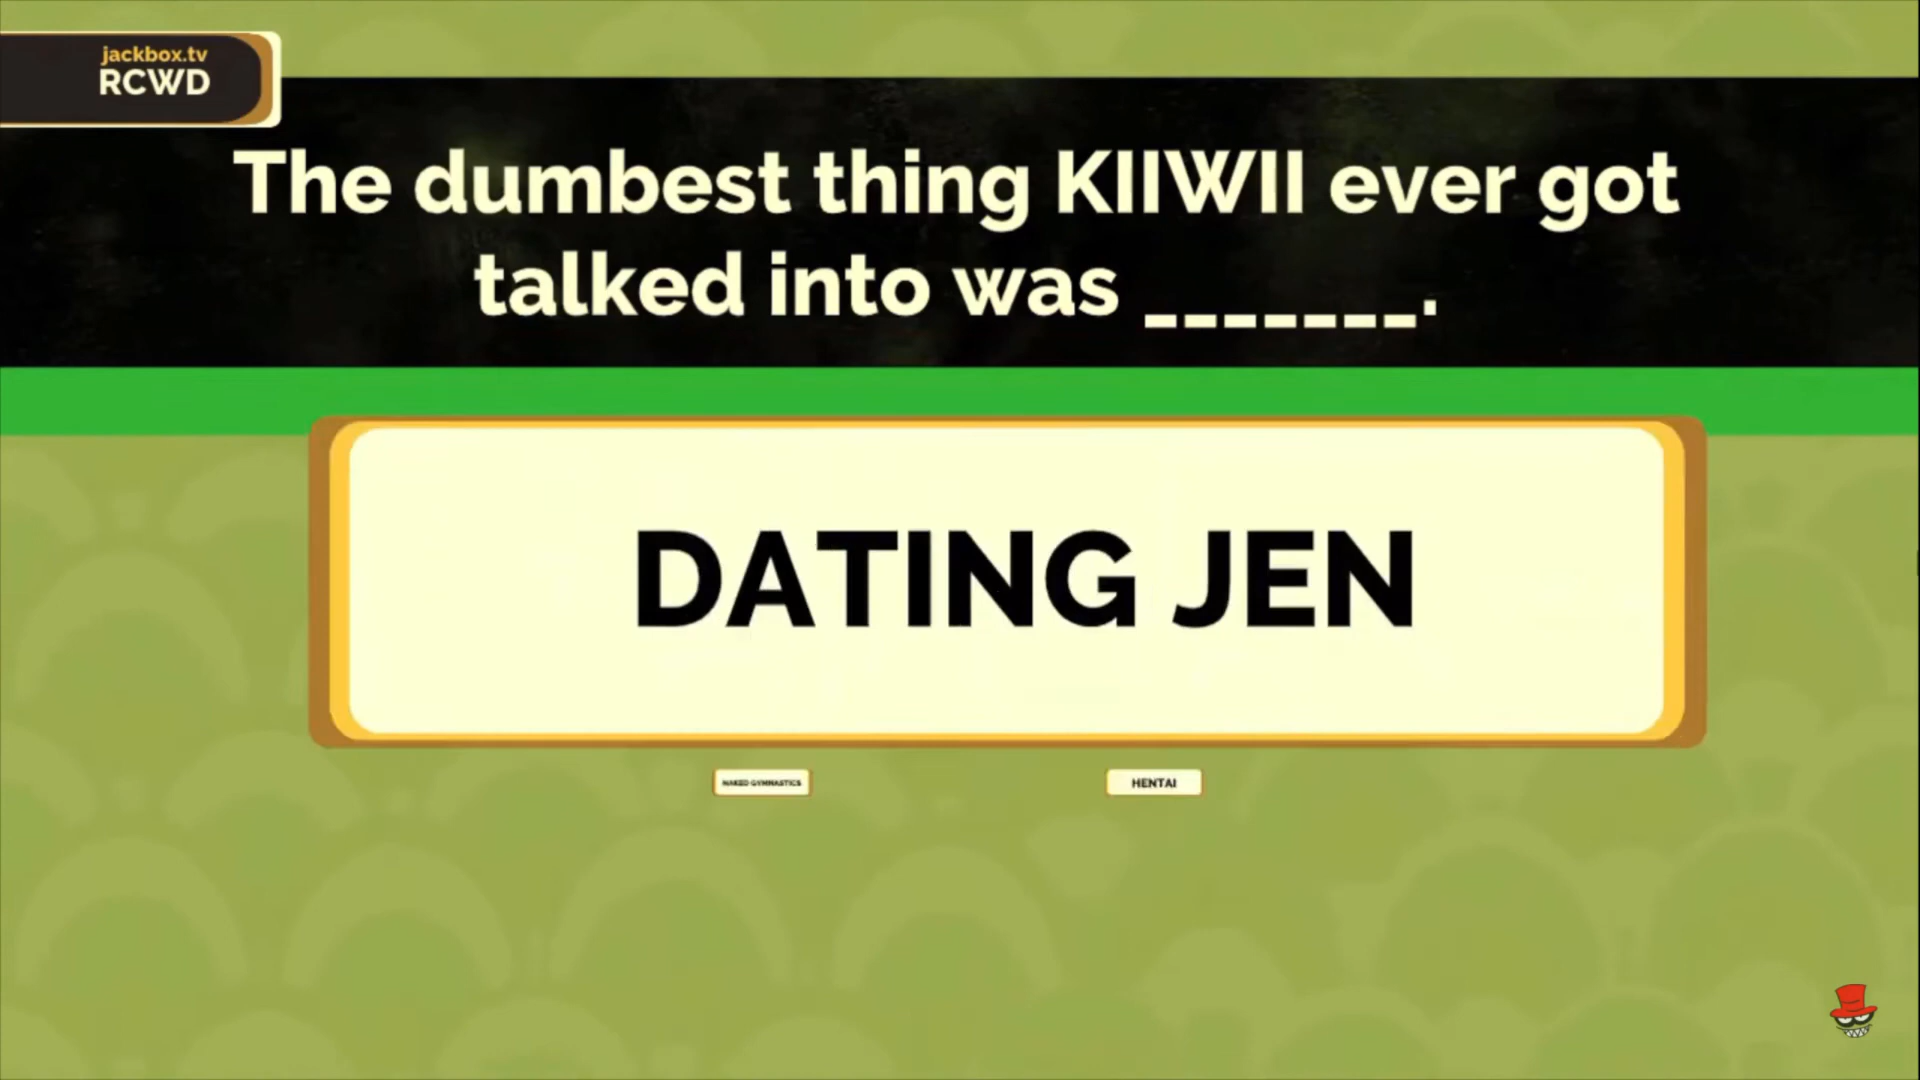 jackbox.tv
RCWD
The dumbest thing KIIWII ever got
talked into was _______.
DATING JEN
NAKED GYMNASTICS
HENTAI